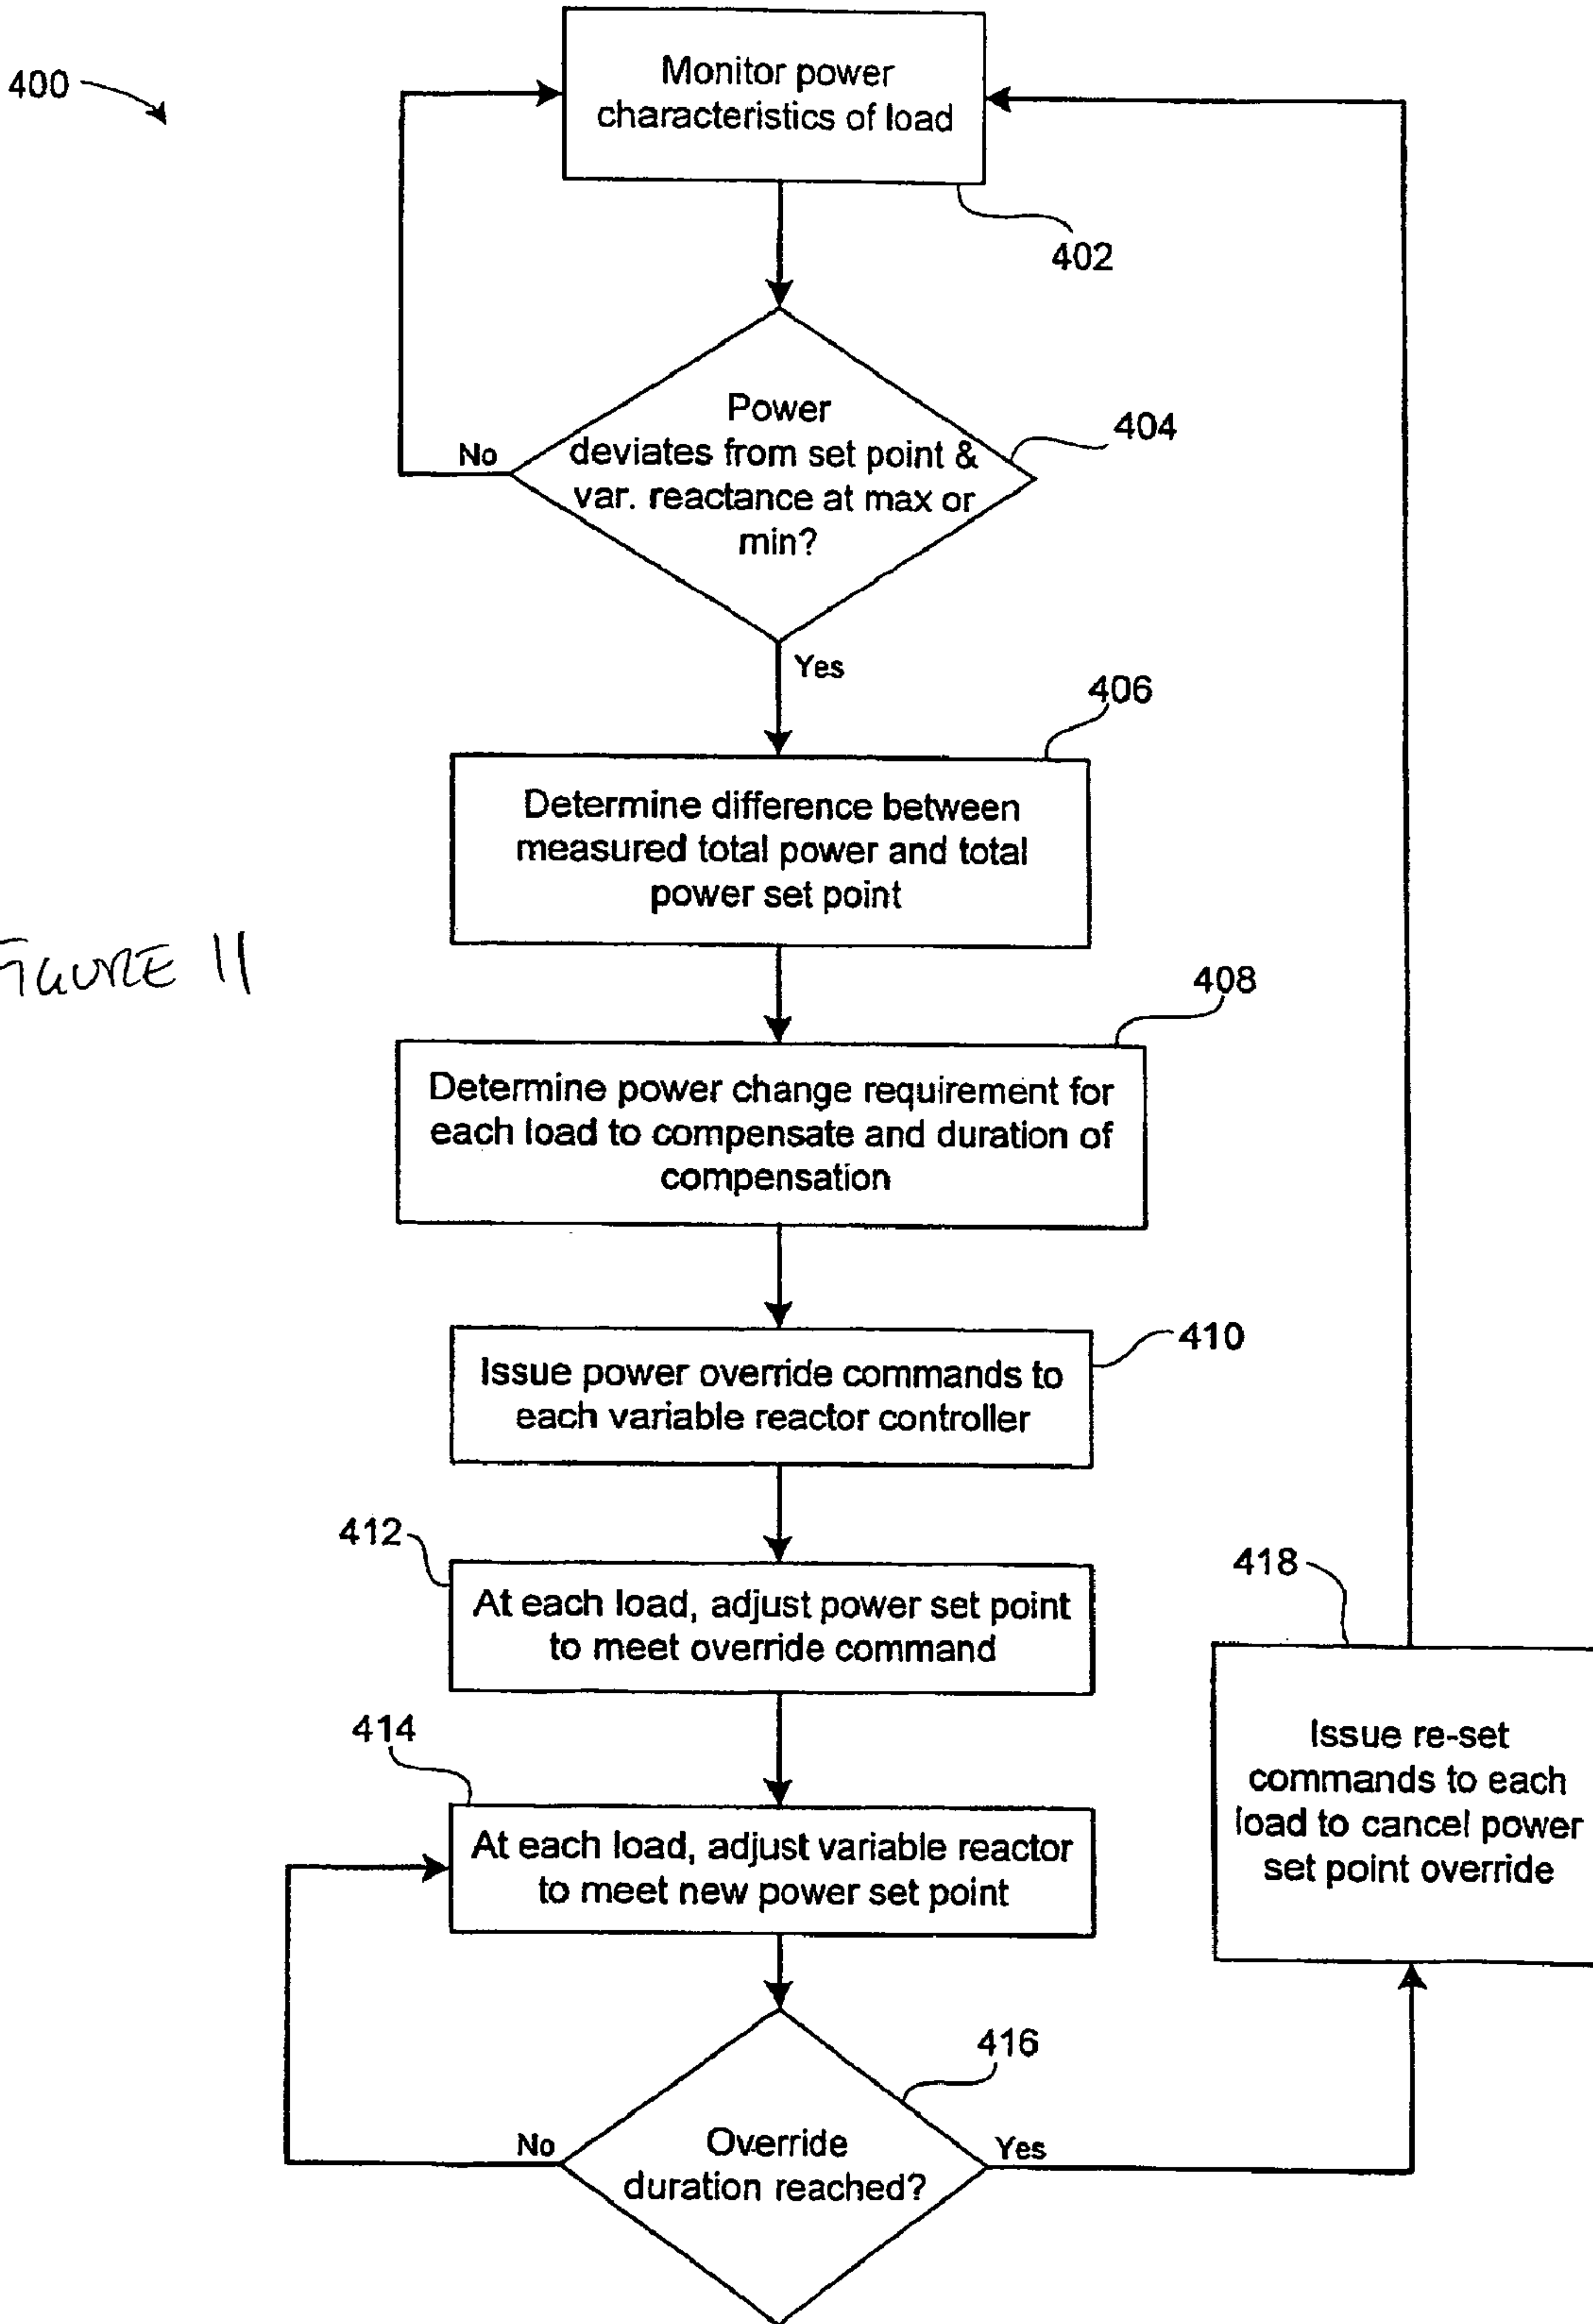 400
Monitor power
characteristics of load
402
Power
deviates from set point &
var. reactance at max or
min?
404
No
Yes
406
Determine difference between
measured total power and total
power set point
FIGURE 11
408
Determine power change requirement for
each load to compensate and duration of
compensation
410
Issue power override commands to
each variable reactor controller
412
At each load, adjust power set point
to meet override command
418
Issue re-set
commands to each
load to cancel power
set point override
414
At each load, adjust variable reactor
to meet new power set point
416
Override
duration reached?
No
Yes